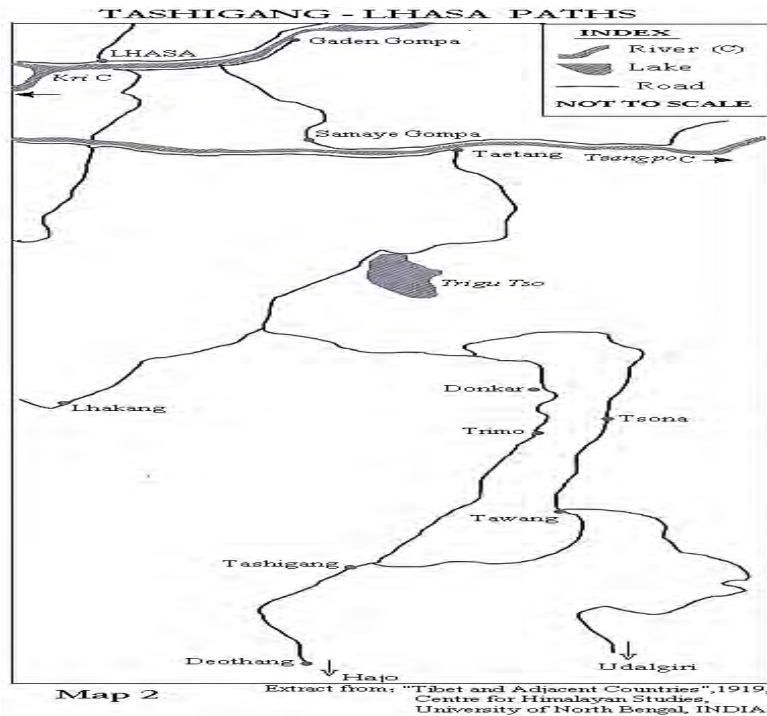 TASHIGANG - LHASA PATHS
INDEX
River (C)
Lake
Road
NOT TO SCALE
LHASA
Gaden Gompa
Kri C
Samaye Gompa
Taetang
Tsangpo C
Trigu Tso
Lhakang
Donkar
Trimo
Tsona
Tawang
Tashigang
Deothang
Hajo
Udalgiri
Map 2
Extract from: "Tibet and Adjacent Countries",1919,
Centre for Himalayan Studies,
University of North Bengal, INDIA